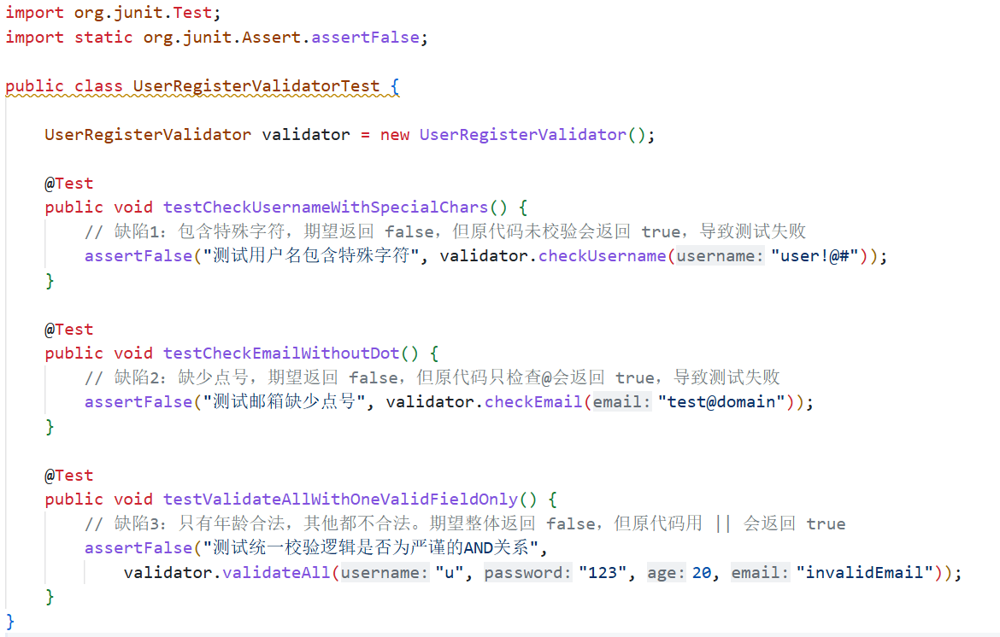 import org.junit.Test;
import static org.junit.Assert.assertFalse;
public class UserRegisterValidatorTest {
UserRegisterValidator validator = new UserRegisterValidator();
@Test
public void testCheckUsernameWithSpecialChars() {
// 缺陷1: 包含特殊字符，期望返回 false，但原代码未校验会返回 true，导致测试失败
assertFalse("测试用户名包含特殊字符", validator.checkUsername(username: "user!@#"));
}
@Test
public void testCheckEmailWithoutDot() {
// 缺陷2: 缺少点号，期望返回 false，但原代码只检查@会返回 true，导致测试失败
assertFalse("测试邮箱缺少点号", validator.checkEmail(email: "test@domain"));
}
@Test
public void testValidateAllWithOneValidFieldOnly() {
// 缺陷3: 只有年龄合法，其他都不合法。期望整体返回 false，但原代码用 || 会返回 true
assertFalse("测试统一校验逻辑是否为严谨的AND关系",
validator.validateAll(username: "u", password: "123", age: 20, email: "invalidEmail"));
}
}